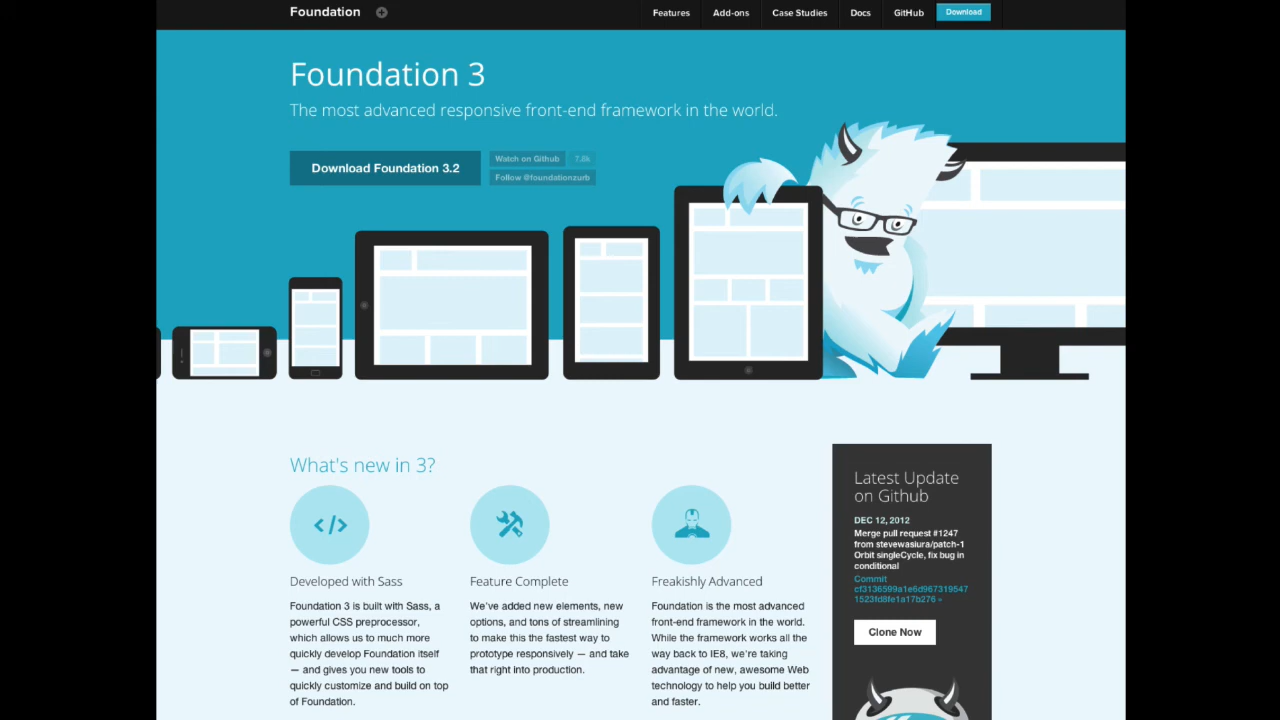 Foundation
Features
Add-ons
Case Studies
Docs
GitHub
Download
Foundation 3
The most advanced responsive front-end framework in the world.
Download Foundation 3.2
Watch on Github
7.6k
Follow @foundationzurb
What's new in 3?
Developed with Sass
Foundation 3 is built with Sass, a
powerful CSS preprocessor,
which allows us to much more
quickly develop Foundation itself
— and gives you new tools to
quickly customize and build on top
of Foundation.
Feature Complete
We've added new elements, new
options, and tons of streamlining
to make this the fastest way to
prototype responsively — and take
that right into production.
Freakishly Advanced
Foundation is the most advanced
front-end framework in the world.
While the framework works all the
way back to IE8, we're taking
advantage of new, awesome Web
technology to help you build better
and faster.
Latest Update
on Github
DEC 12, 2012
Merge pull request #1247
from stevewasiura/patch-1
Orbit singleCycle, fix bug in
conditional
Commit
cf3136599a1e6d967319547
1523fd8fe1a17b276 »
Clone Now